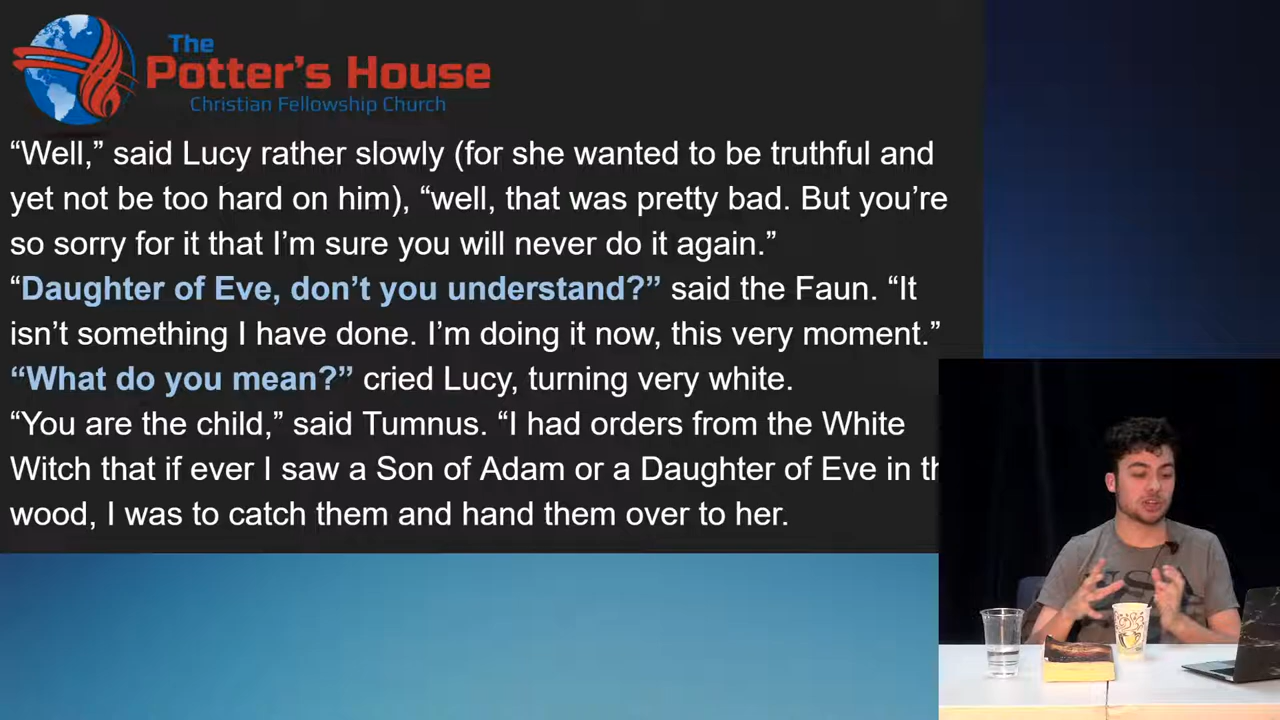 The
Potter's House
Christian Fellowship Church
“Well,” said Lucy rather slowly (for she wanted to be truthful and
yet not be too hard on him), “well, that was pretty bad. But you’re
so sorry for it that I’m sure you will never do it again.”
“Daughter of Eve, don’t you understand?” said the Faun. “It
isn’t something I have done. I’m doing it now, this very moment.”
“What do you mean?” cried Lucy, turning very white.
“You are the child,” said Tumnus. “I had orders from the White
Witch that if ever I saw a Son of Adam or a Daughter of Eve in th
wood, I was to catch them and hand them over to her.
USA